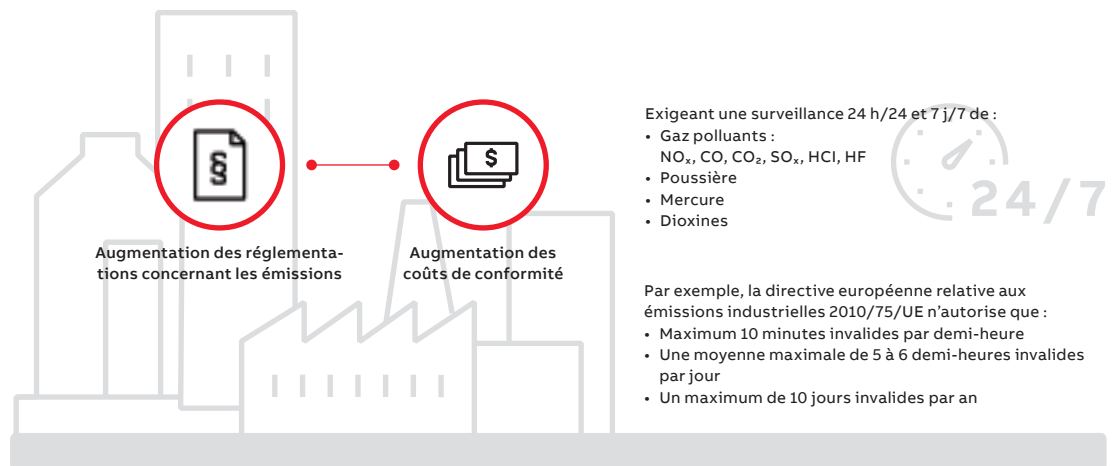 §
$
Augmentation des réglementa-
tions concernant les émissions
Augmentation des
coûts de conformité
Exigeant une surveillance 24 h/24 et 7 j/7 de :
• Gaz polluants :
NOₓ, CO, CO₂, SOₓ, HCl, HF
• Poussière
• Mercure
• Dioxines
24/7
Par exemple, la directive européenne relative aux
émissions industrielles 2010/75/UE n’autorise que :
• Maximum 10 minutes invalides par demi-heure
• Une moyenne maximale de 5 à 6 demi-heures invalides
par jour
• Un maximum de 10 jours invalides par an